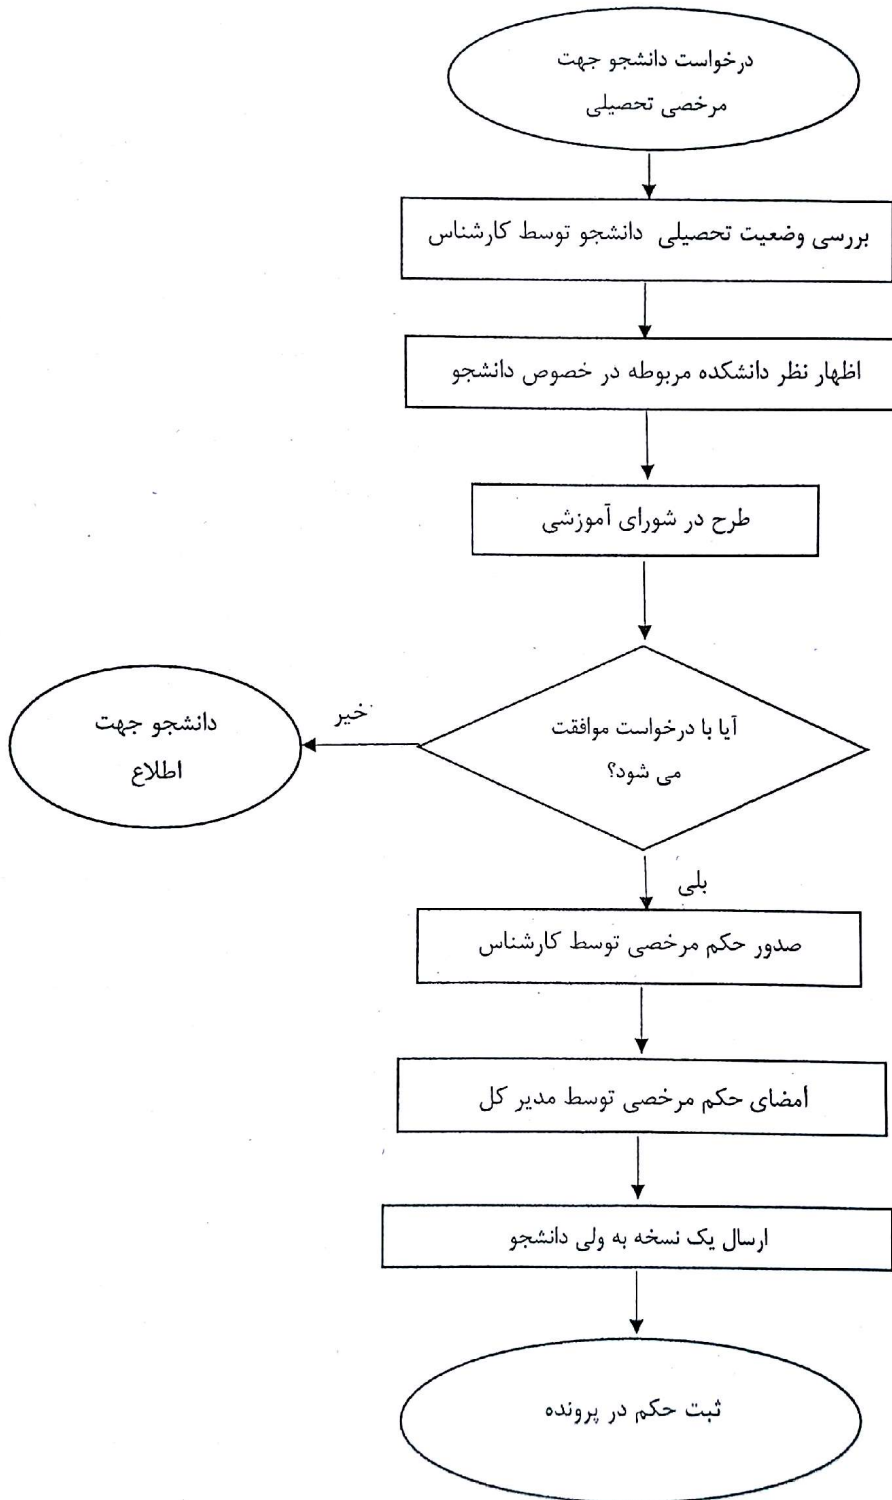 درخواست دانشجو جهت
مرخصی تحصیلی
بررسی وضعیت تحصیلی دانشجو توسط کارشناس
اظهار نظر دانشکده مربوطه در خصوص دانشجو
طرح در شورای آموزشی
آیا با درخواست موافقت
می شود؟
خیر
دانشجو جهت
اطلاع
بلی
صدور حکم مرخصی توسط کارشناس
امضای حکم مرخصی توسط مدیر کل
ارسال یک نسخه به ولی دانشجو
ثبت حکم در پرونده